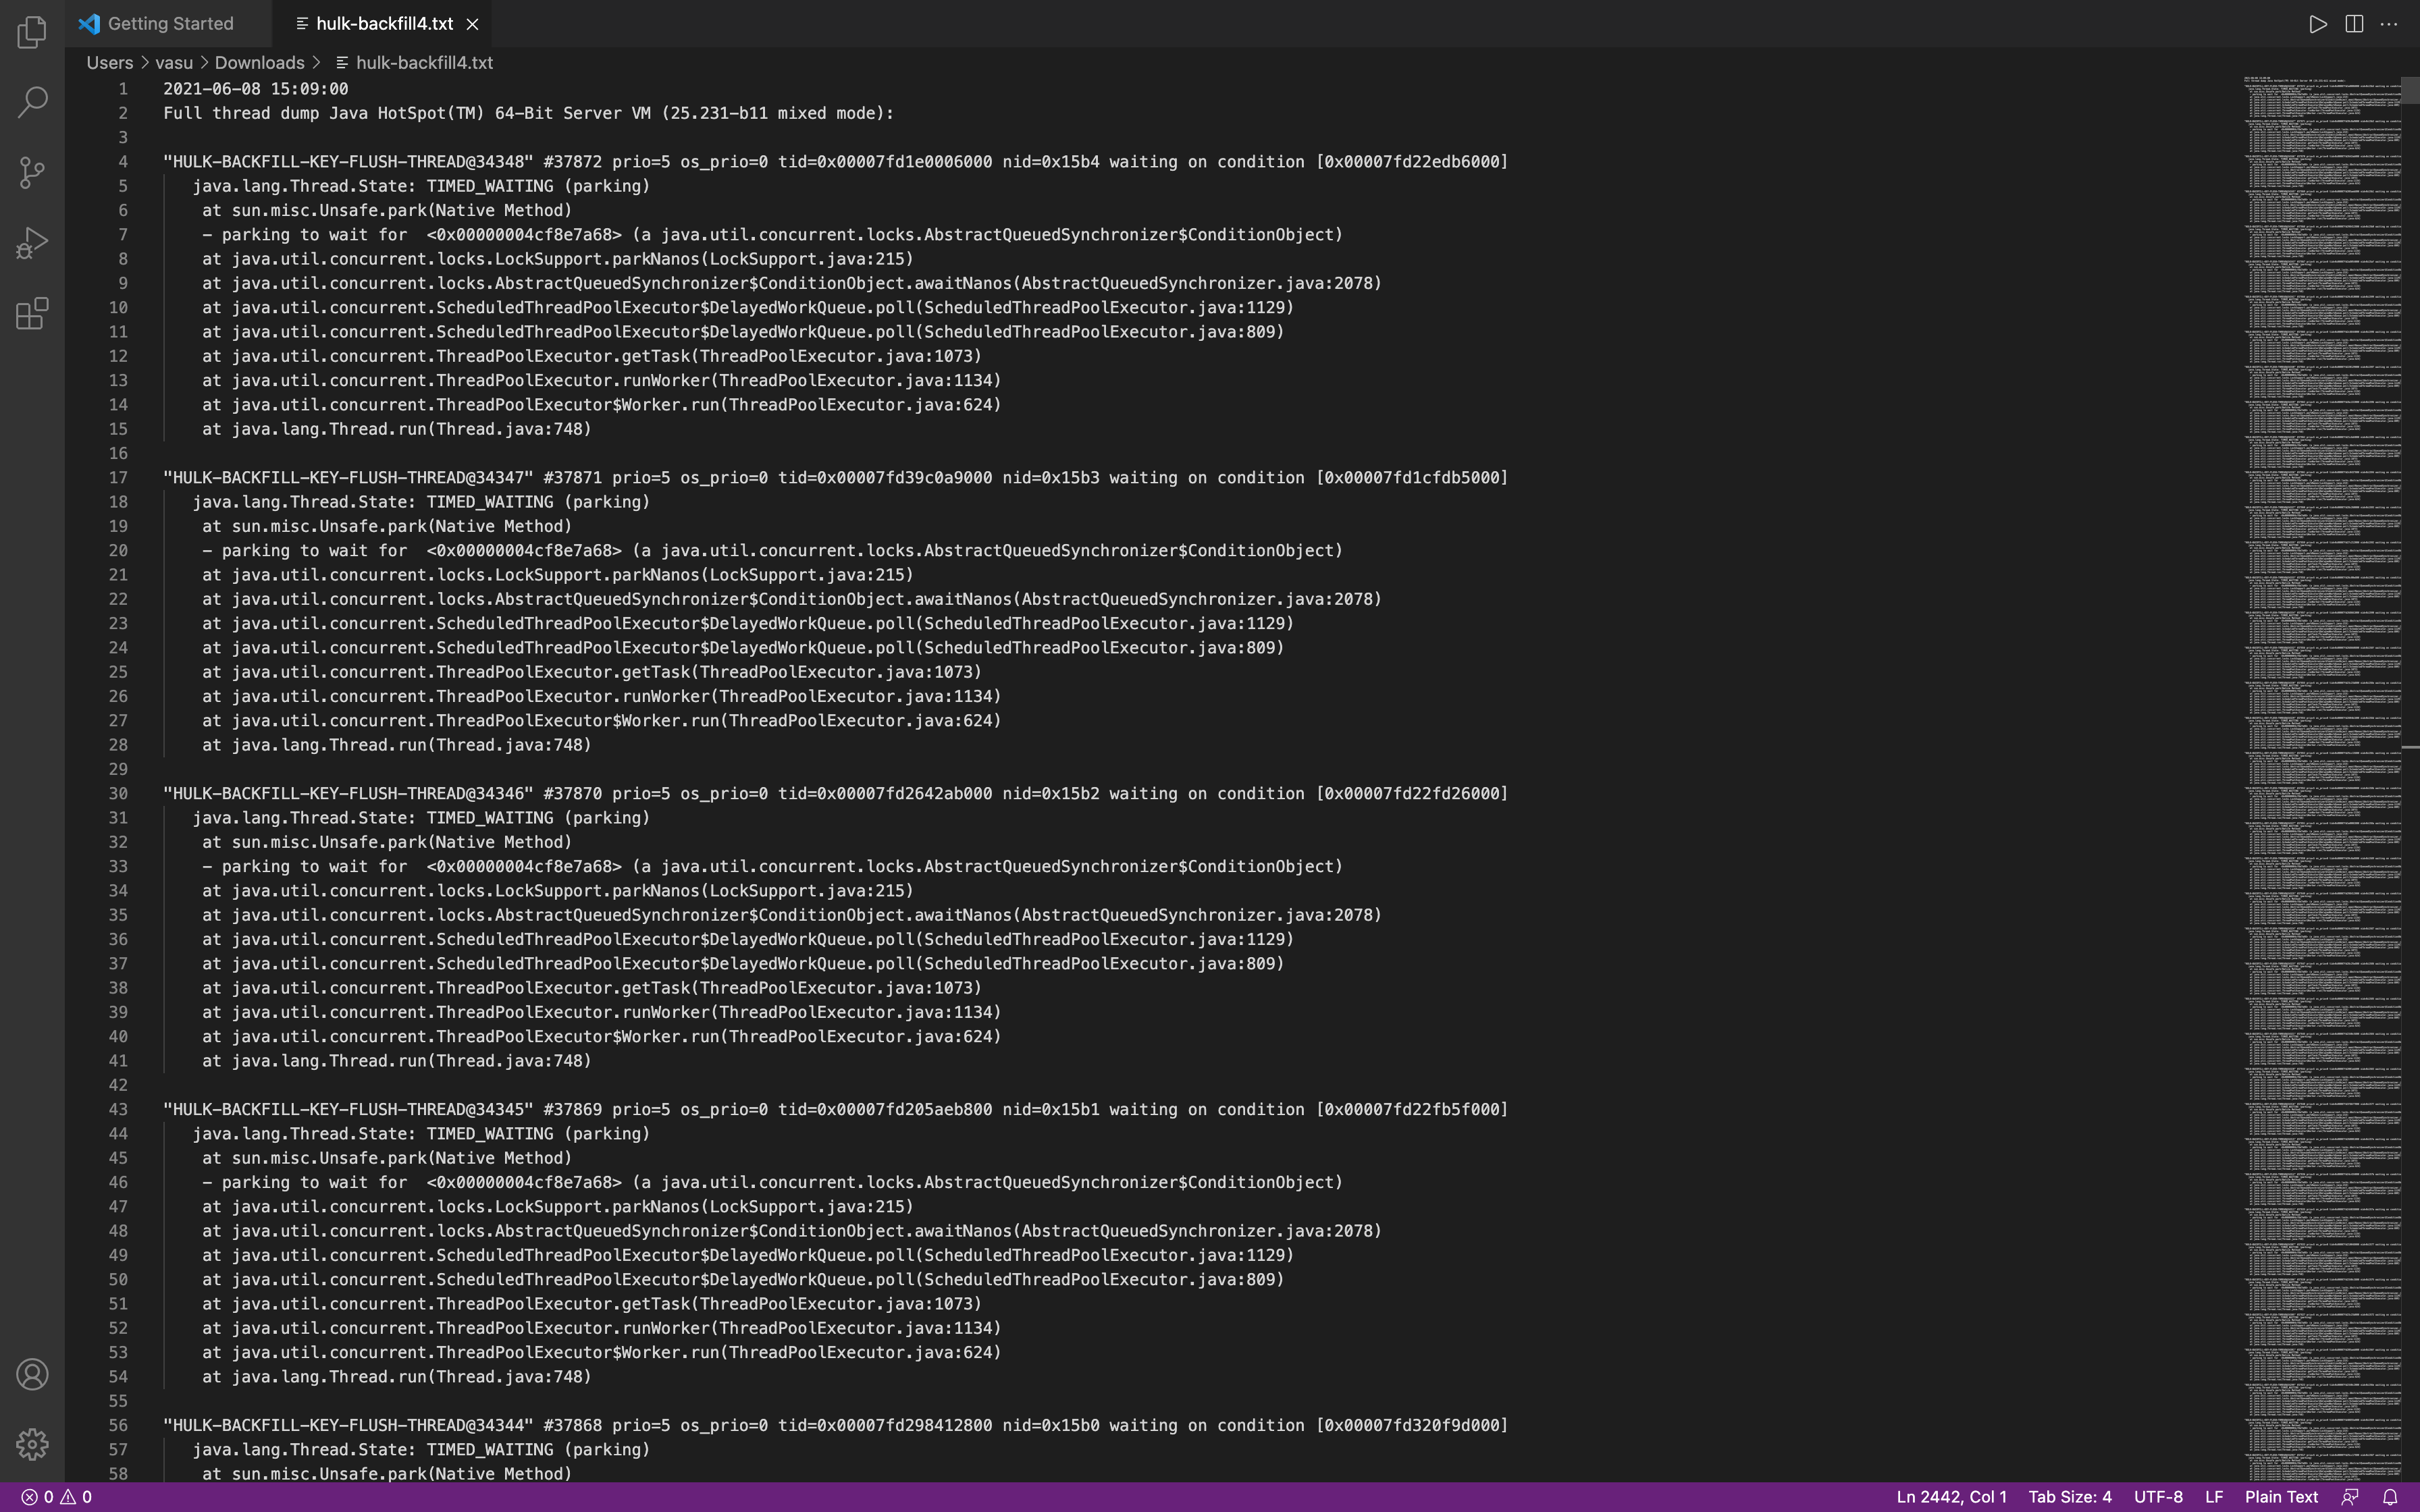 Getting Started
hulk-backfill4.txt
Users > vasu > Downloads > hulk-backfill4.txt
1 2021-06-08 15:09:00
2 Full thread dump Java HotSpot(TM) 64-Bit Server VM (25.231-b11 mixed mode):
3
4 "HULK-BACKFILL-KEY-FLUSH-THREAD@34348" #37872 prio=5 os_prio=0 tid=0x00007fd1e0006000 nid=0x15b4 waiting on condition [0x00007fd22edb6000]
5 java.lang.Thread.State: TIMED_WAITING (parking)
6 at sun.misc.Unsafe.park(Native Method)
7 - parking to wait for  <0x00000004cf8e7a68> (a java.util.concurrent.locks.AbstractQueuedSynchronizer$ConditionObject)
8 at java.util.concurrent.locks.LockSupport.parkNanos(LockSupport.java:215)
9 at java.util.concurrent.locks.AbstractQueuedSynchronizer$ConditionObject.awaitNanos(AbstractQueuedSynchronizer.java:2078)
10 at java.util.concurrent.ScheduledThreadPoolExecutor$DelayedWorkQueue.poll(ScheduledThreadPoolExecutor.java:1129)
11 at java.util.concurrent.ScheduledThreadPoolExecutor$DelayedWorkQueue.poll(ScheduledThreadPoolExecutor.java:809)
12 at java.util.concurrent.ThreadPoolExecutor.getTask(ThreadPoolExecutor.java:1073)
13 at java.util.concurrent.ThreadPoolExecutor.runWorker(ThreadPoolExecutor.java:1134)
14 at java.util.concurrent.ThreadPoolExecutor$Worker.run(ThreadPoolExecutor.java:624)
15 at java.lang.Thread.run(Thread.java:748)
16
17 "HULK-BACKFILL-KEY-FLUSH-THREAD@34347" #37871 prio=5 os_prio=0 tid=0x00007fd39c0a9000 nid=0x15b3 waiting on condition [0x00007fd1cfdb5000]
18 java.lang.Thread.State: TIMED_WAITING (parking)
19 at sun.misc.Unsafe.park(Native Method)
20 - parking to wait for  <0x00000004cf8e7a68> (a java.util.concurrent.locks.AbstractQueuedSynchronizer$ConditionObject)
21 at java.util.concurrent.locks.LockSupport.parkNanos(LockSupport.java:215)
22 at java.util.concurrent.locks.AbstractQueuedSynchronizer$ConditionObject.awaitNanos(AbstractQueuedSynchronizer.java:2078)
23 at java.util.concurrent.ScheduledThreadPoolExecutor$DelayedWorkQueue.poll(ScheduledThreadPoolExecutor.java:1129)
24 at java.util.concurrent.ScheduledThreadPoolExecutor$DelayedWorkQueue.poll(ScheduledThreadPoolExecutor.java:809)
25 at java.util.concurrent.ThreadPoolExecutor.getTask(ThreadPoolExecutor.java:1073)
26 at java.util.concurrent.ThreadPoolExecutor.runWorker(ThreadPoolExecutor.java:1134)
27 at java.util.concurrent.ThreadPoolExecutor$Worker.run(ThreadPoolExecutor.java:624)
28 at java.lang.Thread.run(Thread.java:748)
29
30 "HULK-BACKFILL-KEY-FLUSH-THREAD@34346" #37870 prio=5 os_prio=0 tid=0x00007fd2642ab000 nid=0x15b2 waiting on condition [0x00007fd22fd26000]
31 java.lang.Thread.State: TIMED_WAITING (parking)
32 at sun.misc.Unsafe.park(Native Method)
33 - parking to wait for  <0x00000004cf8e7a68> (a java.util.concurrent.locks.AbstractQueuedSynchronizer$ConditionObject)
34 at java.util.concurrent.locks.LockSupport.parkNanos(LockSupport.java:215)
35 at java.util.concurrent.locks.AbstractQueuedSynchronizer$ConditionObject.awaitNanos(AbstractQueuedSynchronizer.java:2078)
36 at java.util.concurrent.ScheduledThreadPoolExecutor$DelayedWorkQueue.poll(ScheduledThreadPoolExecutor.java:1129)
37 at java.util.concurrent.ScheduledThreadPoolExecutor$DelayedWorkQueue.poll(ScheduledThreadPoolExecutor.java:809)
38 at java.util.concurrent.ThreadPoolExecutor.getTask(ThreadPoolExecutor.java:1073)
39 at java.util.concurrent.ThreadPoolExecutor.runWorker(ThreadPoolExecutor.java:1134)
40 at java.util.concurrent.ThreadPoolExecutor$Worker.run(ThreadPoolExecutor.java:624)
41 at java.lang.Thread.run(Thread.java:748)
42
43 "HULK-BACKFILL-KEY-FLUSH-THREAD@34345" #37869 prio=5 os_prio=0 tid=0x00007fd205aeb800 nid=0x15b1 waiting on condition [0x00007fd22fb5f000]
44 java.lang.Thread.State: TIMED_WAITING (parking)
45 at sun.misc.Unsafe.park(Native Method)
46 - parking to wait for  <0x00000004cf8e7a68> (a java.util.concurrent.locks.AbstractQueuedSynchronizer$ConditionObject)
47 at java.util.concurrent.locks.LockSupport.parkNanos(LockSupport.java:215)
48 at java.util.concurrent.locks.AbstractQueuedSynchronizer$ConditionObject.awaitNanos(AbstractQueuedSynchronizer.java:2078)
49 at java.util.concurrent.ScheduledThreadPoolExecutor$DelayedWorkQueue.poll(ScheduledThreadPoolExecutor.java:1129)
50 at java.util.concurrent.ScheduledThreadPoolExecutor$DelayedWorkQueue.poll(ScheduledThreadPoolExecutor.java:809)
51 at java.util.concurrent.ThreadPoolExecutor.getTask(ThreadPoolExecutor.java:1073)
52 at java.util.concurrent.ThreadPoolExecutor.runWorker(ThreadPoolExecutor.java:1134)
53 at java.util.concurrent.ThreadPoolExecutor$Worker.run(ThreadPoolExecutor.java:624)
54 at java.lang.Thread.run(Thread.java:748)
55
56 "HULK-BACKFILL-KEY-FLUSH-THREAD@34344" #37868 prio=5 os_prio=0 tid=0x00007fd298412800 nid=0x15b0 waiting on condition [0x00007fd320f9d000]
57 java.lang.Thread.State: TIMED_WAITING (parking)
58 at sun.misc.Unsafe.park(Native Method)
0 0 Ln 2442, Col 1 Tab Size: 4 UTF-8 LF Plain Text